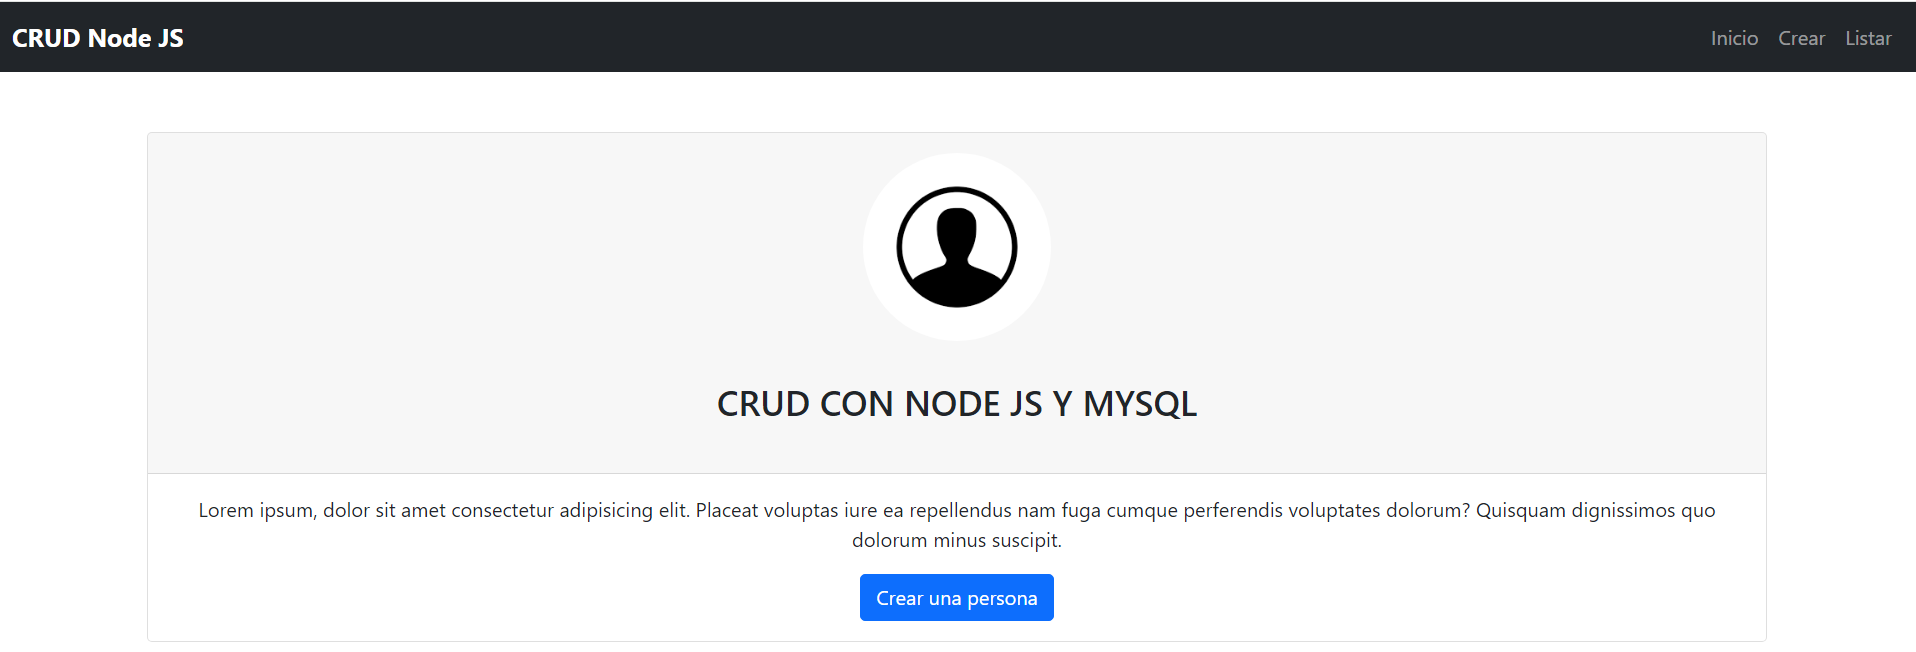 CRUD Node JS
Inicio Crear Listar
CRUD CON NODE JS Y MYSQL
Lorem ipsum, dolor sit amet consectetur adipisicing elit. Placeat voluptas iure ea repellendus nam fuga cumque perferendis voluptates dolorum? Quisquam dignissimos quo
dolorum minus suscipit.
Crear una persona